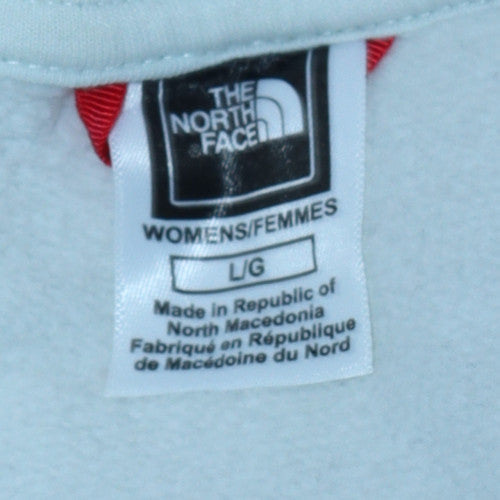 THE
NORTH
FACE
WOMENS/FEMMES
L/G
Made in Republic of
North Macedonia
Fabriqué en République
de Macédoine du Nord